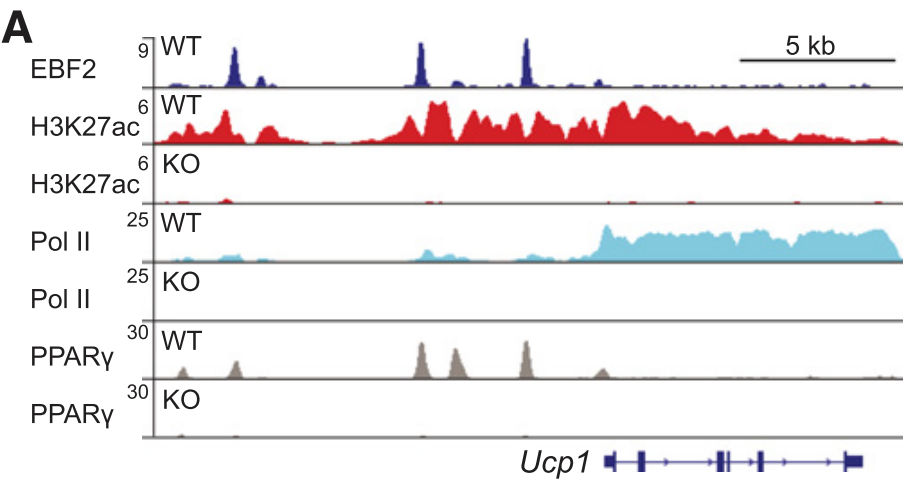 A
EBF2 9 WT 5 kb
H3K27ac 6 WT
H3K27ac 6 KO
Pol II 25 WT
Pol II 25 KO
PPARγ 30 WT
PPARγ 30 KO
Ucp1